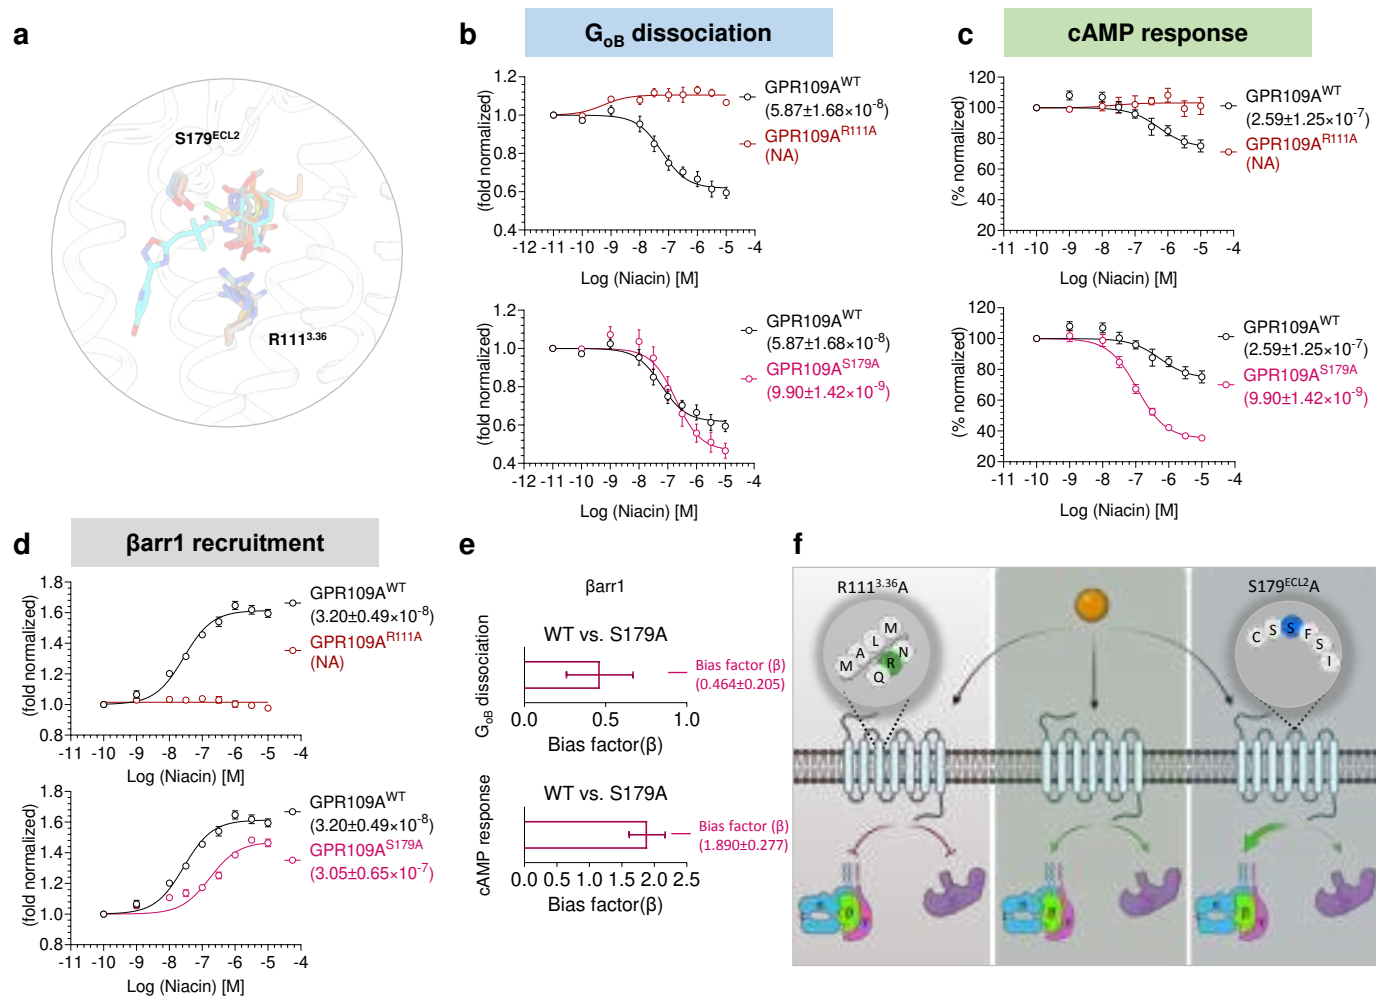 a
S179ECL2
R1113.36
b
GoB dissociation
1.2
1.0
0.8
0.6
0.4
(fold normalized)
-12 -11 -10 -9 -8 -7 -6 -5 -4
Log (Niacin) [M]
GPR109AWT
(5.87±1.68×10-8)
GPR109AR111A
(NA)
1.2
1.0
0.8
0.6
0.4
(fold normalized)
-12 -11 -10 -9 -8 -7 -6 -5 -4
Log (Niacin) [M]
GPR109AWT
(5.87±1.68×10-8)
GPR109AS179A
(9.90±1.42×10-9)
c
cAMP response
120
100
80
60
40
20
(% normalized)
-11 -10 -9 -8 -7 -6 -5 -4
Log (Niacin) [M]
GPR109AWT
(2.59±1.25×10-7)
GPR109AR111A
(NA)
120
100
80
60
40
20
(% normalized)
-11 -10 -9 -8 -7 -6 -5 -4
Log (Niacin) [M]
GPR109AWT
(2.59±1.25×10-7)
GPR109AS179A
(9.90±1.42×10-9)
d
βarr1 recruitment
1.8
1.6
1.4
1.2
1.0
0.8
(fold normalized)
-11 -10 -9 -8 -7 -6 -5 -4
Log (Niacin) [M]
GPR109AWT
(3.20±0.49×10-8)
GPR109AR111A
(NA)
1.8
1.6
1.4
1.2
1.0
0.8
(fold normalized)
-11 -10 -9 -8 -7 -6 -5 -4
Log (Niacin) [M]
GPR109AWT
(3.20±0.49×10-8)
GPR109AS179A
(3.05±0.65×10-7)
e
βarr1
WT vs. S179A
GoB dissociation
0.0 0.5 1.0
Bias factor(β)
Bias factor (β)
(0.464±0.205)
WT vs. S179A
cAMP response
0.0 0.5 1.0 1.5 2.0 2.5
Bias factor(β)
Bias factor (β)
(1.890±0.277)
f
R1113.36A
M A L M
Q R N
S179ECL2A
C S S F S I